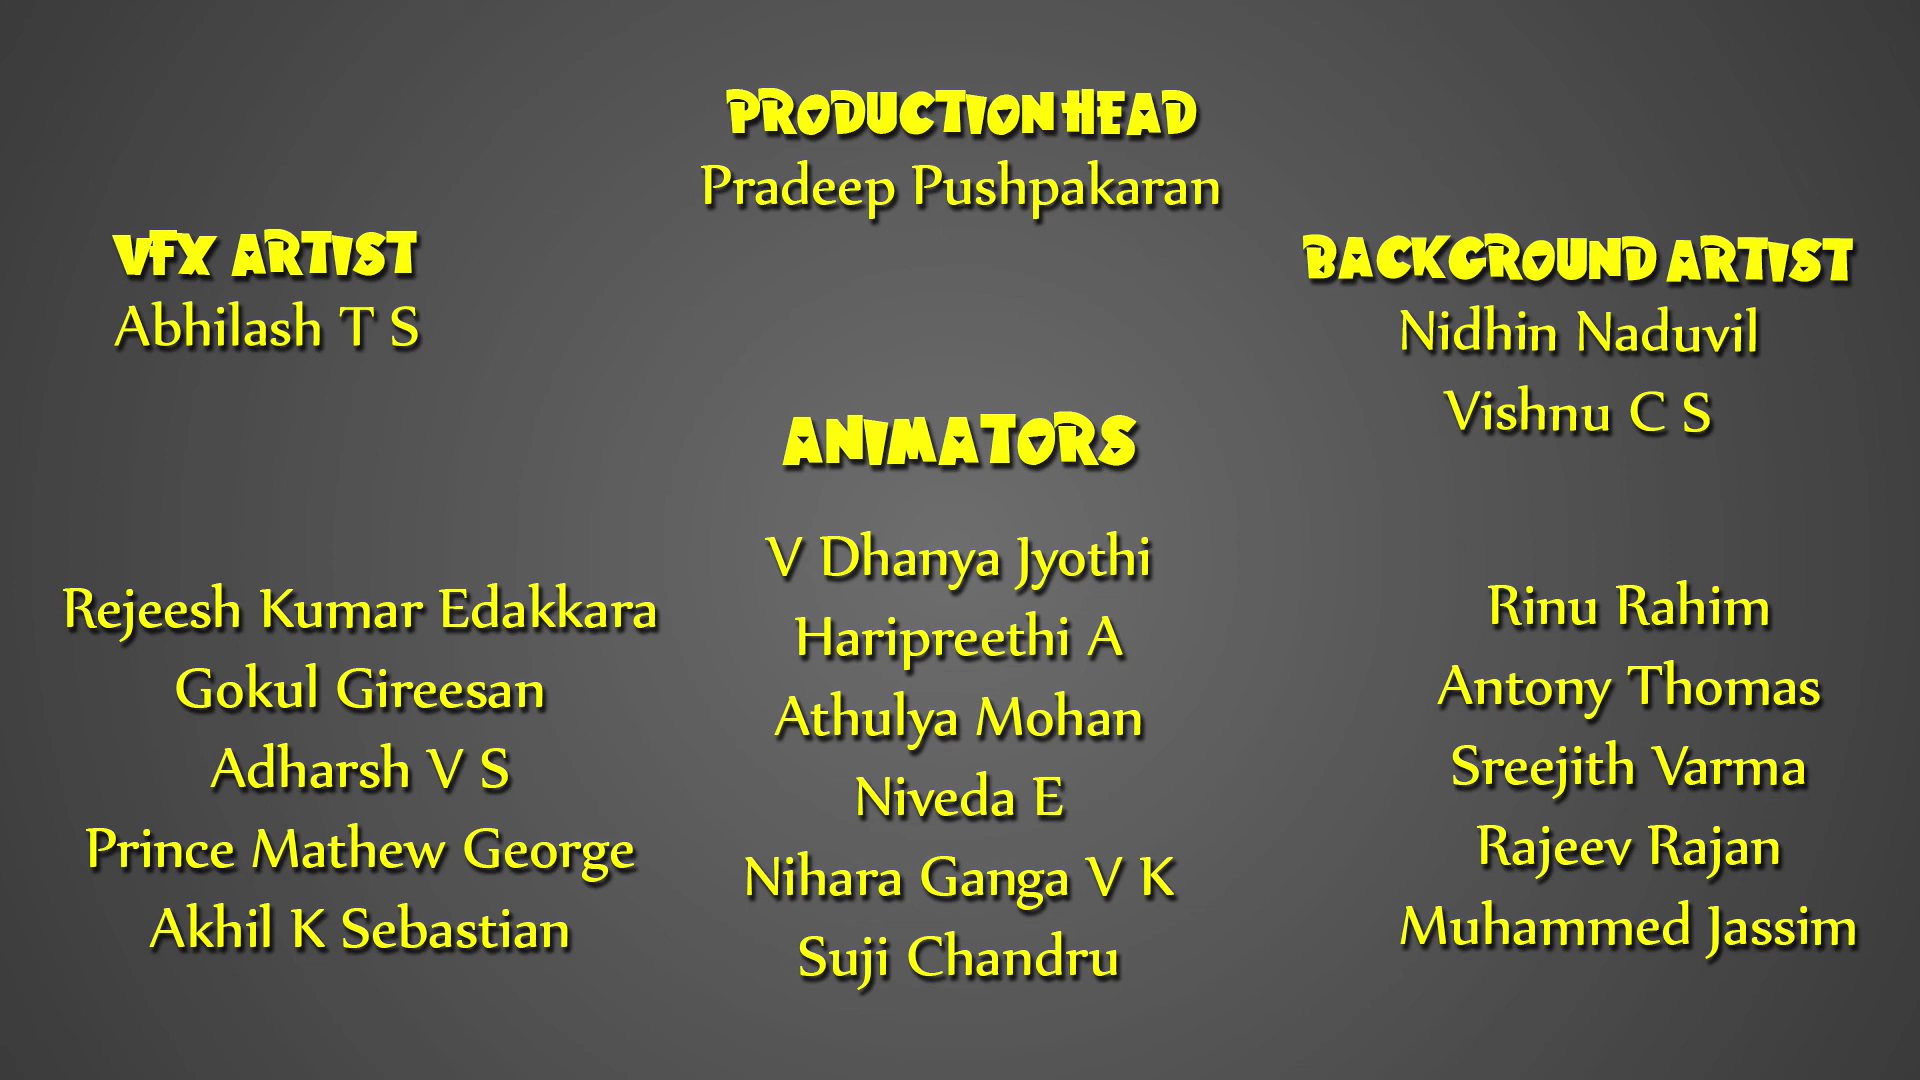 PRODUCTION HEAD
Pradeep Pushpakaran
VFX ARTIST
Abhilash T S
BACKGROUND ARTIST
Nidhin Naduvil
Vishnu C S
ANIMATORS
Rejeesh Kumar Edakkara
Gokul Gireesan
Adharsh V S
Prince Mathew George
Akhil K Sebastian
V Dhanya Jyothi
Haripreethi A
Athulya Mohan
Niveda E
Nihara Ganga V K
Suji Chandru
Rinu Rahim
Antony Thomas
Sreejith Varma
Rajeev Rajan
Muhammed Jassim